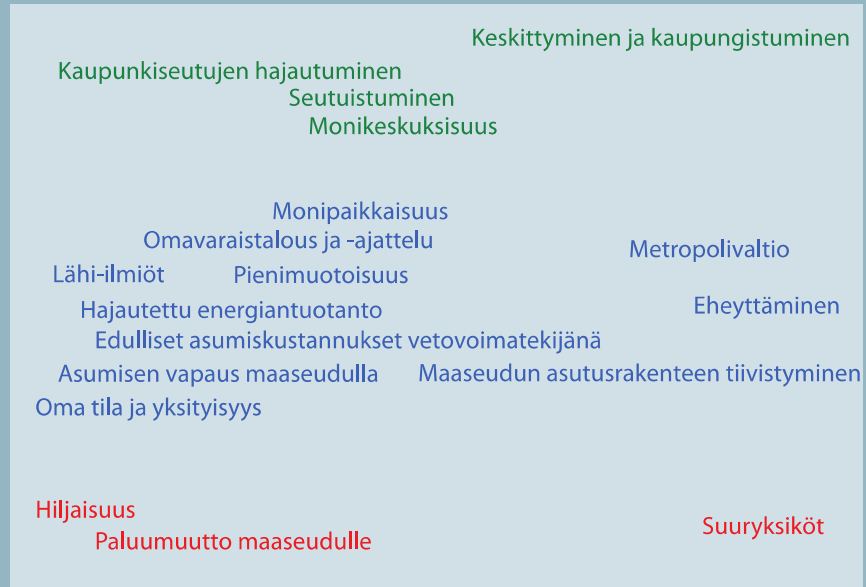 Keskittyminen ja kaupungistuminen
Kaupunkiseutujen hajautuminen
Seutuistuminen
Monikeskuksisuus
Monipaikkaisuus
Omavaraistalous ja -ajattelu
Metropolivaltio
Lähi-ilmiöt
Pienimuotoisuus
Hajautettu energiantuotanto
Eheyttäminen
Edulliset asumiskustannukset vetovoimatekijänä
Asumisen vapaus maaseudulla
Maaseudun asutusrakenteen tiivistyminen
Oma tila ja yksityisyys
Hiljaisuus
Suuryksiköt
Paluumuutto maaseudulle